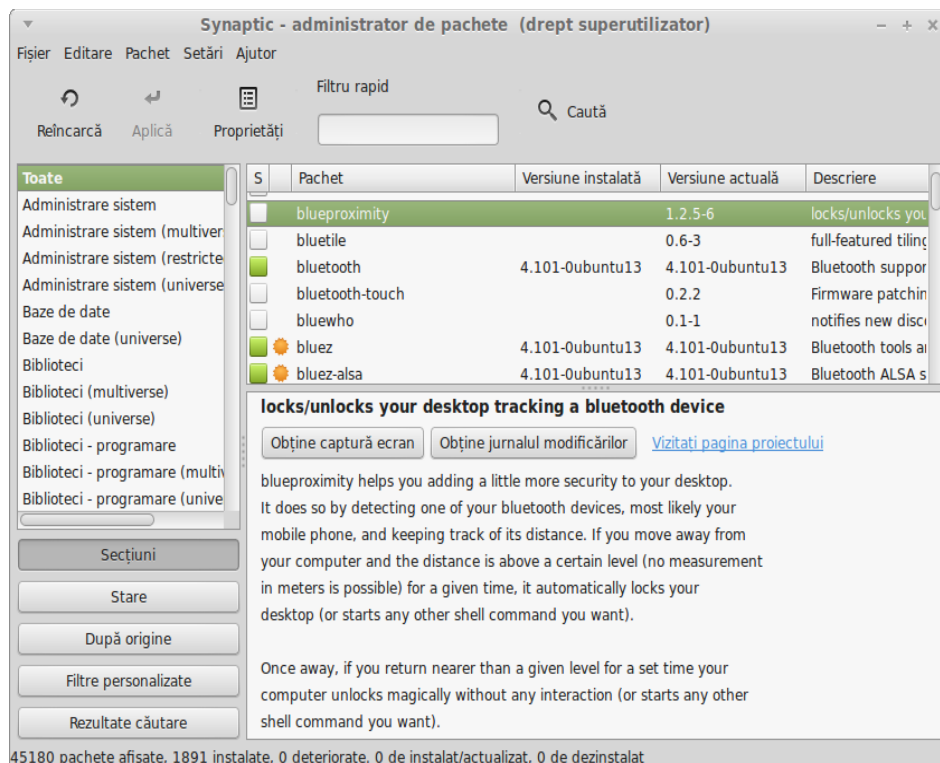 Synaptic - administrator de pachete (drept superutilizator)
Fișier Editare Pachet Setări Ajutor
Reîncarcă Aplică Proprietăți Filtru rapid Caută
Toate
Administrare sistem
Administrare sistem (multiver
Administrare sistem (restricte
Administrare sistem (universe
Baze de date
Baze de date (universe)
Biblioteci
Biblioteci (multiverse)
Biblioteci (universe)
Biblioteci - programare
Biblioteci - programare (multiv
Biblioteci - programare (unive
Secțiuni
Stare
După origine
Filtre personalizate
Rezultate căutare
S Pachet Versiune instalată Versiune actuală Descriere
blueproximity 1.2.5-6 locks/unlocks you
bluetile 0.6-3 full-featured tiling
bluetooth 4.101-0ubuntu13 4.101-0ubuntu13 Bluetooth suppor
bluetooth-touch 0.2.2 Firmware patchin
bluewho 0.1-1 notifies new disco
bluez 4.101-0ubuntu13 4.101-0ubuntu13 Bluetooth tools a
bluez-alsa 4.101-0ubuntu13 4.101-0ubuntu13 Bluetooth ALSA s
locks/unlocks your desktop tracking a bluetooth device
Obține captură ecran Obține jurnalul modificărilor Vizitați pagina proiectului
blueproximity helps you adding a little more security to your desktop.
It does so by detecting one of your bluetooth devices, most likely your
mobile phone, and keeping track of its distance. If you move away from
your computer and the distance is above a certain level (no measurement
in meters is possible) for a given time, it automatically locks your
desktop (or starts any other shell command you want).
Once away, if you return nearer than a given level for a set time your
computer unlocks magically without any interaction (or starts any other
shell command you want).
45180 pachete afișate, 1891 instalate, 0 deteriorate, 0 de instalat/actualizat, 0 de dezinstalat